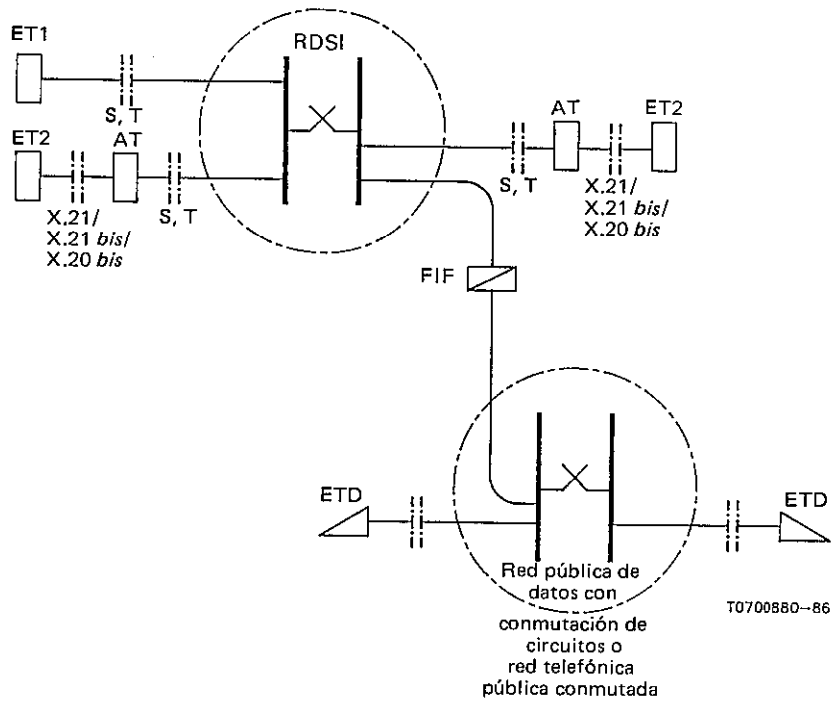 ET1
RDSI
S, T
ET2
AT
X.21/
X.21 bis/
X.20 bis
S, T
AT
ET2
S, T
X.21/
X.21 bis/
X.20 bis
FIF
ETD
ETD
Red pública de
datos con
conmutación de
circuitos o
red telefónica
pública conmutada
T0700880–86